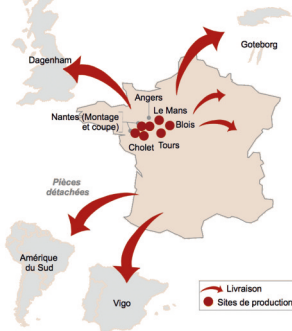 Goteborg
Dagenham
Angers
Le Mans
Nantes (Montage
et coupe)
Blois
Cholet
Tours
Pièces
détachées
Amérique
du Sud
Vigo
Livraison
Sites de production